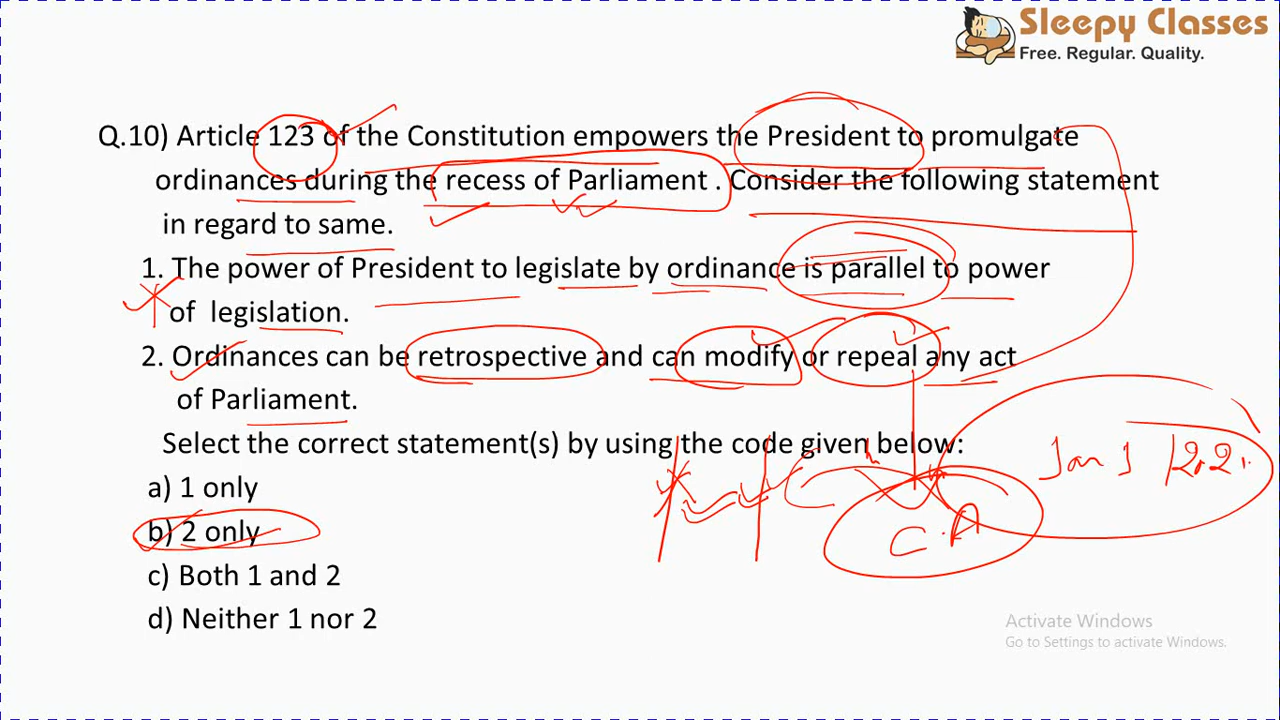 Sleepy Classes
Free. Regular. Quality.
Q.10) Article 123 of the Constitution empowers the President to promulgate
ordinances during the recess of Parliament . Consider the following statement
in regard to same.
1. The power of President to legislate by ordinance is parallel to power
of legislation.
2. Ordinances can be retrospective and can modify or repeal any act
of Parliament.
Select the correct statement(s) by using the code given below:
a) 1 only
b) 2 only
c) Both 1 and 2
d) Neither 1 nor 2
Jan 1
C.A
Activate Windows
Go to Settings to activate Windows.